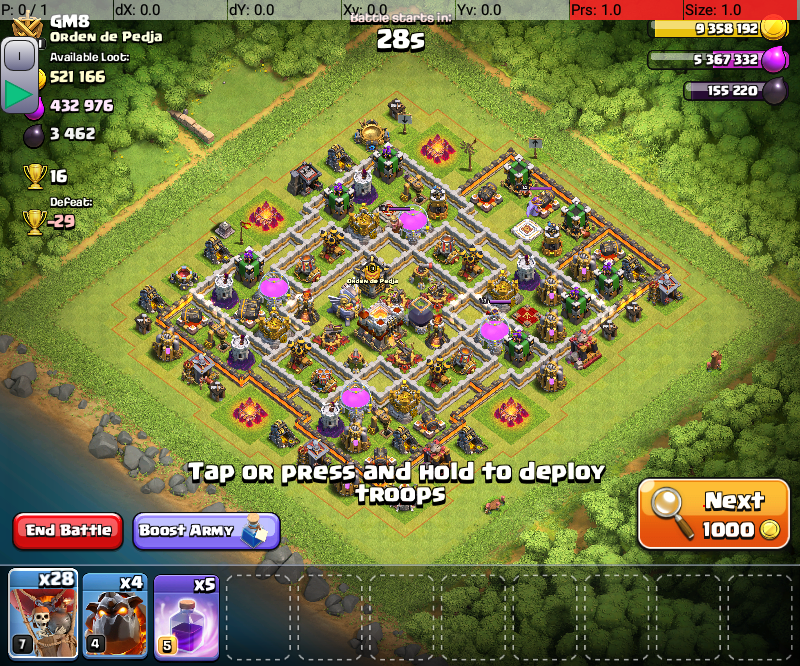 P: 0 / 1 dX: 0.0 dY: 0.0 Xv: 0.0 Yv: 0.0 Prs: 1.0 Size: 1.0
GM8
Orden de Pedja
Battle starts in:
28s
9 358 192
Available Loot:
521 166
5 367 332
432 976
155 220
3 462
16
Defeat:
-29
Orden de Pedja
Tap or press and hold to deploy
troops
End Battle
Boost Army
Next
1000
x28
x4
x5
7
4
5